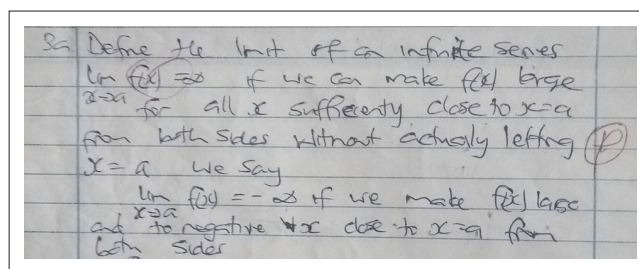 3a Define the limit of an infinite series
lim f(x) = ∞ if we can make f(x) large
x→a for all x sufficiently close to x=a
from both sides without actually letting
x = a we say
lim f(x) = -∞ if we make f(x) large
x→a
and to negative ∀x close to x=a from
both sides